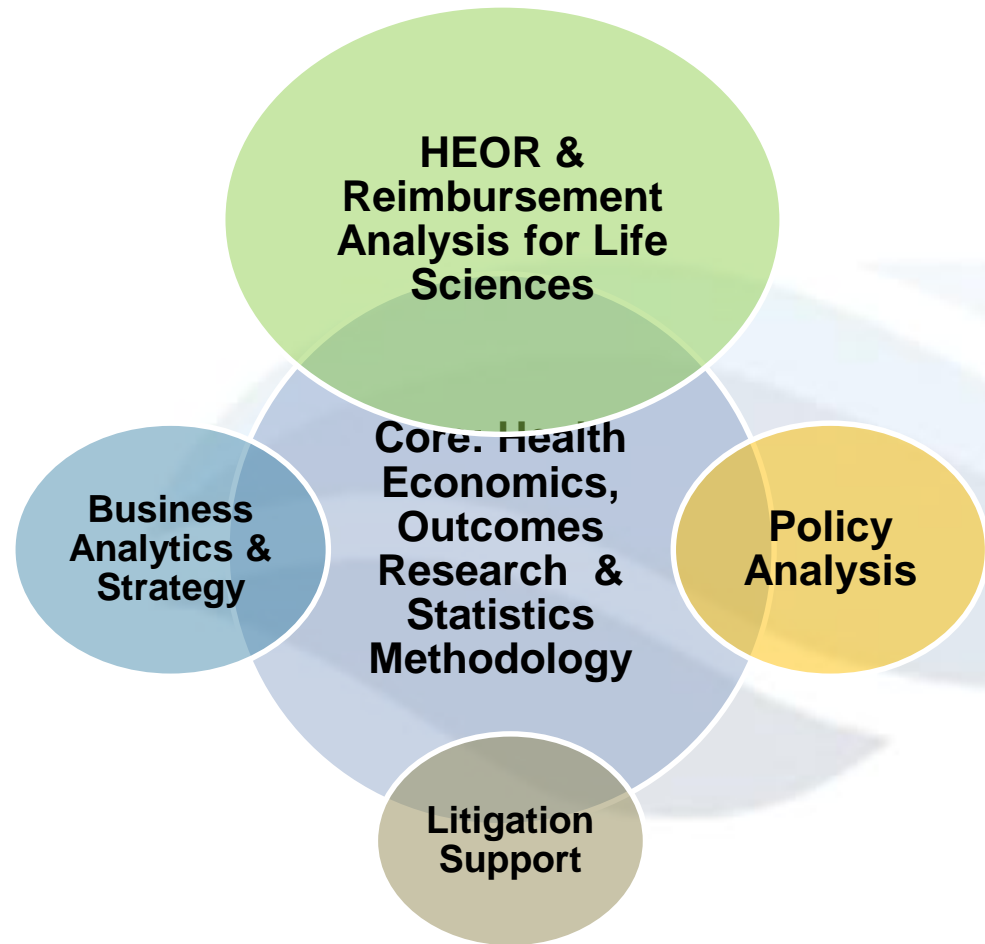 HEOR &
Reimbursement
Analysis for Life
Sciences
Core: Health
Economics,
Outcomes
Research &
Statistics
Methodology
Business
Analytics &
Strategy
Policy
Analysis
Litigation
Support